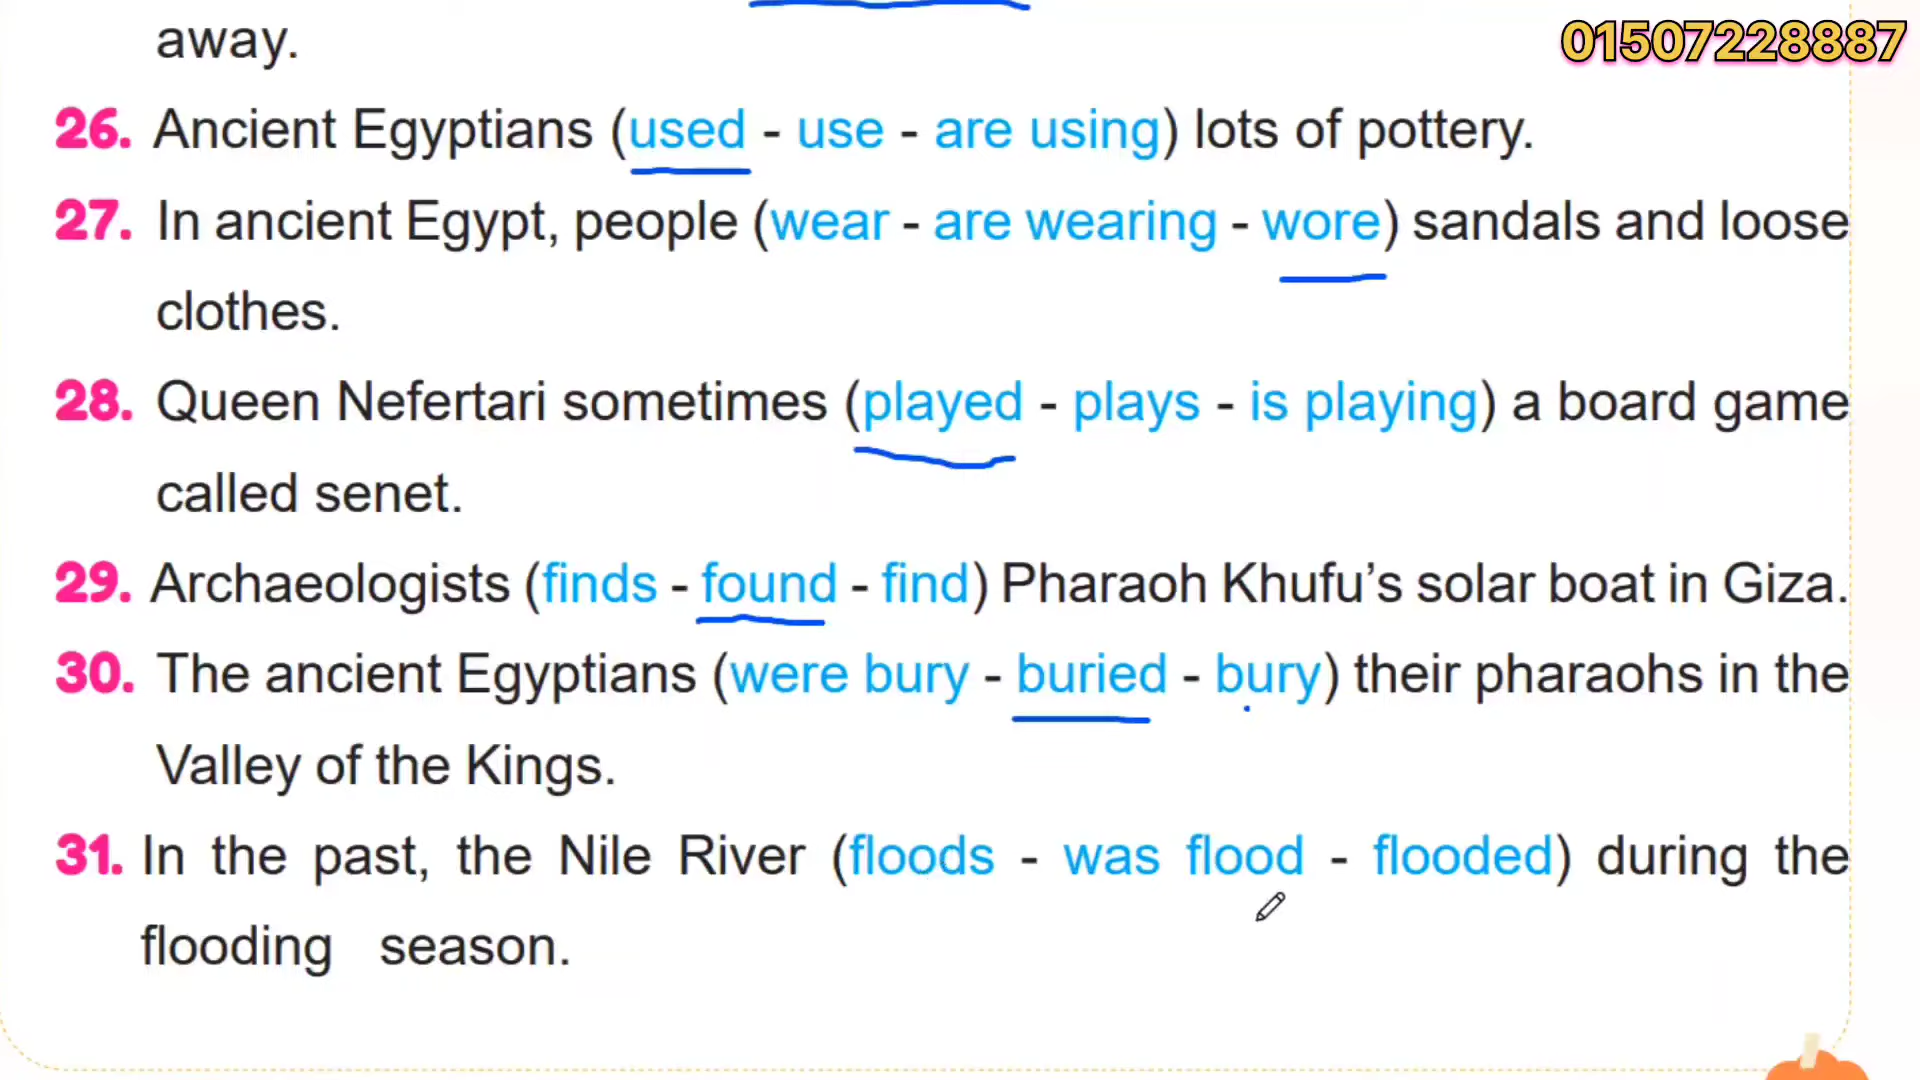 01507228887
away.
26. Ancient Egyptians (used - use - are using) lots of pottery.
27. In ancient Egypt, people (wear - are wearing - wore) sandals and loose
clothes.
28. Queen Nefertari sometimes (played - plays - is playing) a board game
called senet.
29. Archaeologists (finds - found - find) Pharaoh Khufu’s solar boat in Giza.
30. The ancient Egyptians (were bury - buried - bury) their pharaohs in the
Valley of the Kings.
31. In the past, the Nile River (floods - was flood - flooded) during the
flooding season.